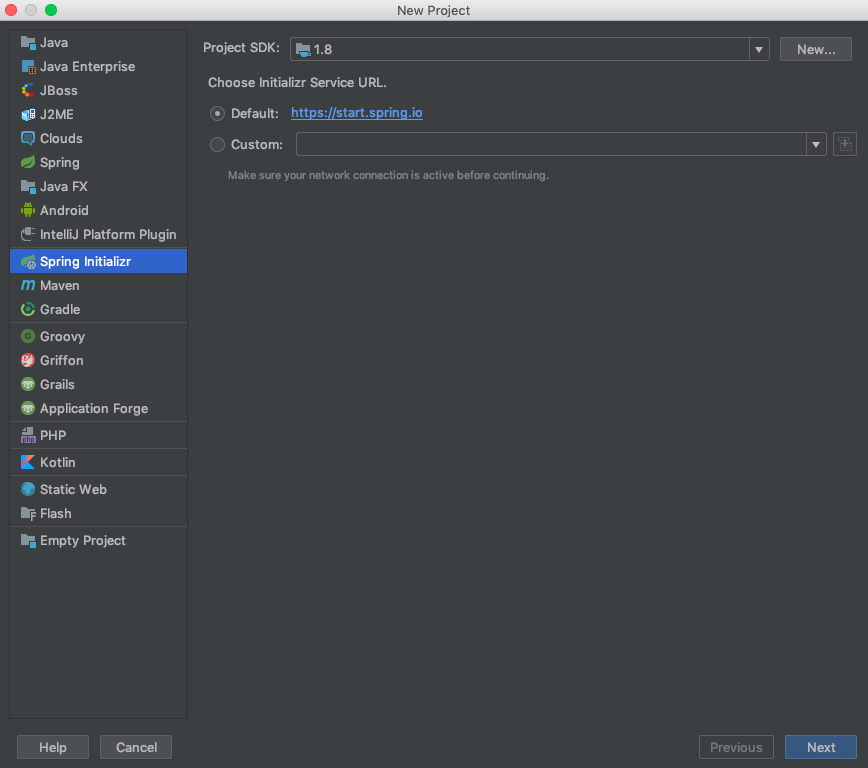 New Project
Java
Java Enterprise
JBoss
J2ME
Clouds
Spring
Java FX
Android
IntelliJ Platform Plugin
Spring Initializr
Maven
Gradle
Groovy
Griffon
Grails
Application Forge
PHP
Kotlin
Static Web
Flash
Empty Project
Project SDK: 1.8 New...
Choose Initializr Service URL.
Default: https://start.spring.io
Custom:
Make sure your network connection is active before continuing.
Help Cancel Previous Next